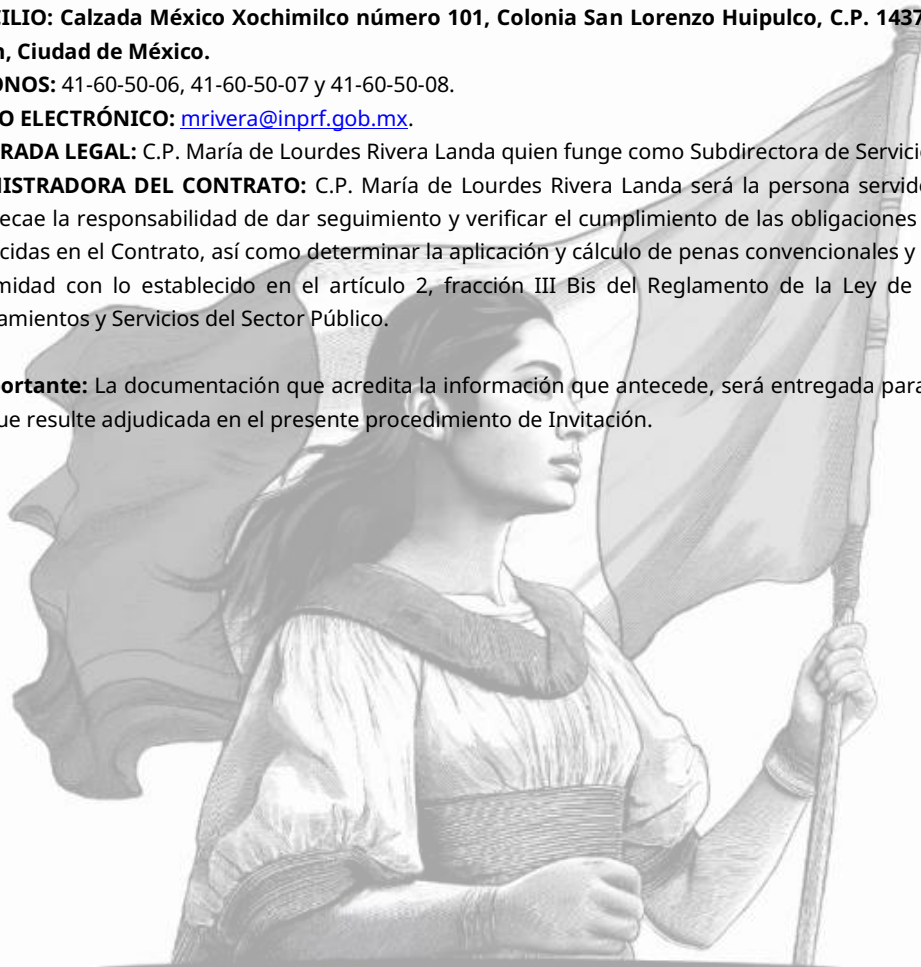 ILIO: Calzada México Xochimilco número 101, Colonia San Lorenzo Huipulco, C.P. 1437
, Ciudad de México.
ONOS: 41-60-50-06, 41-60-50-07 y 41-60-50-08.
O ELECTRÓNICO: mrivera@inprf.gob.mx.
RADA LEGAL: C.P. María de Lourdes Rivera Landa quien funge como Subdirectora de Servici
ISTRADORA DEL CONTRATO: C.P. María de Lourdes Rivera Landa será la persona servid
ecae la responsabilidad de dar seguimiento y verificar el cumplimiento de las obligaciones
cidas en el Contrato, así como determinar la aplicación y cálculo de penas convencionales y
midad con lo establecido en el artículo 2, fracción III Bis del Reglamento de la Ley de
amientos y Servicios del Sector Público.
ortante: La documentación que acredita la información que antecede, será entregada para
ue resulte adjudicada en el presente procedimiento de Invitación.